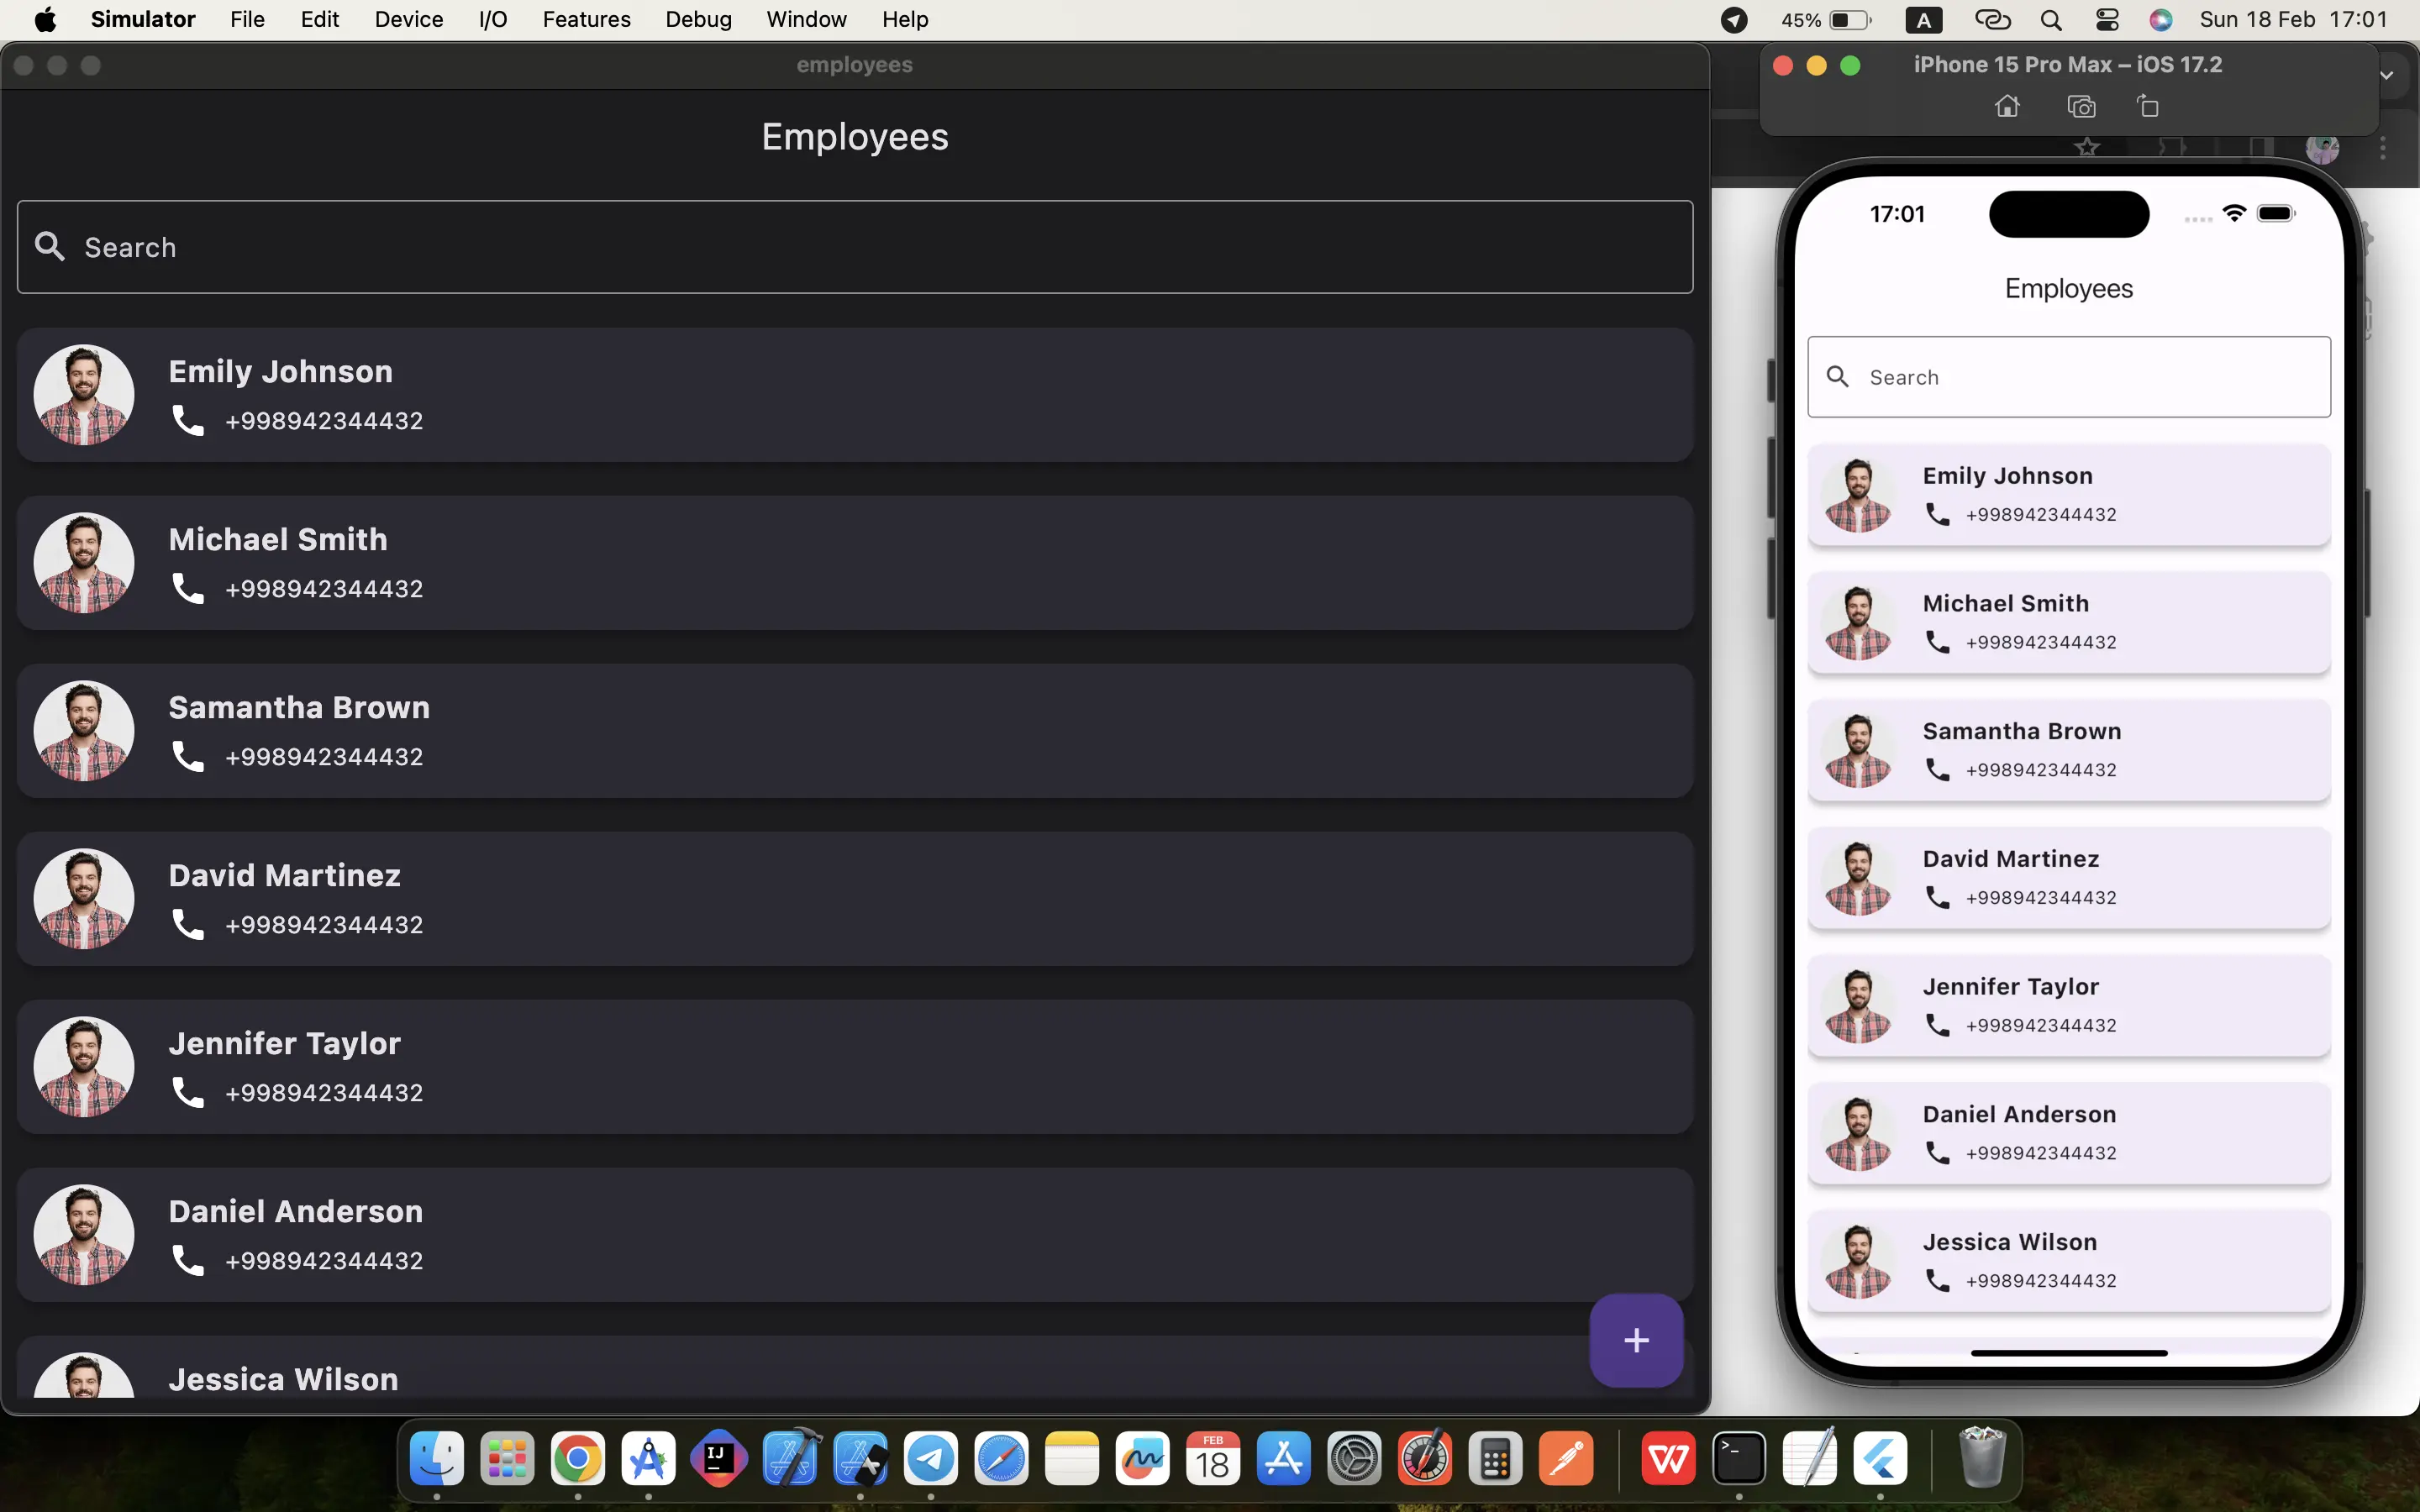 Simulator File Edit Device I/O Features Debug Window Help 45% A Sun 18 Feb 17:01
employees
Employees
Search
Emily Johnson
+998942344432
Michael Smith
+998942344432
Samantha Brown
+998942344432
David Martinez
+998942344432
Jennifer Taylor
+998942344432
Daniel Anderson
+998942344432
Jessica Wilson
+
iPhone 15 Pro Max – iOS 17.2
17:01
Employees
Search
Emily Johnson
+998942344432
Michael Smith
+998942344432
Samantha Brown
+998942344432
David Martinez
+998942344432
Jennifer Taylor
+998942344432
Daniel Anderson
+998942344432
Jessica Wilson
+998942344432
IJ
FEB
18
W
>_